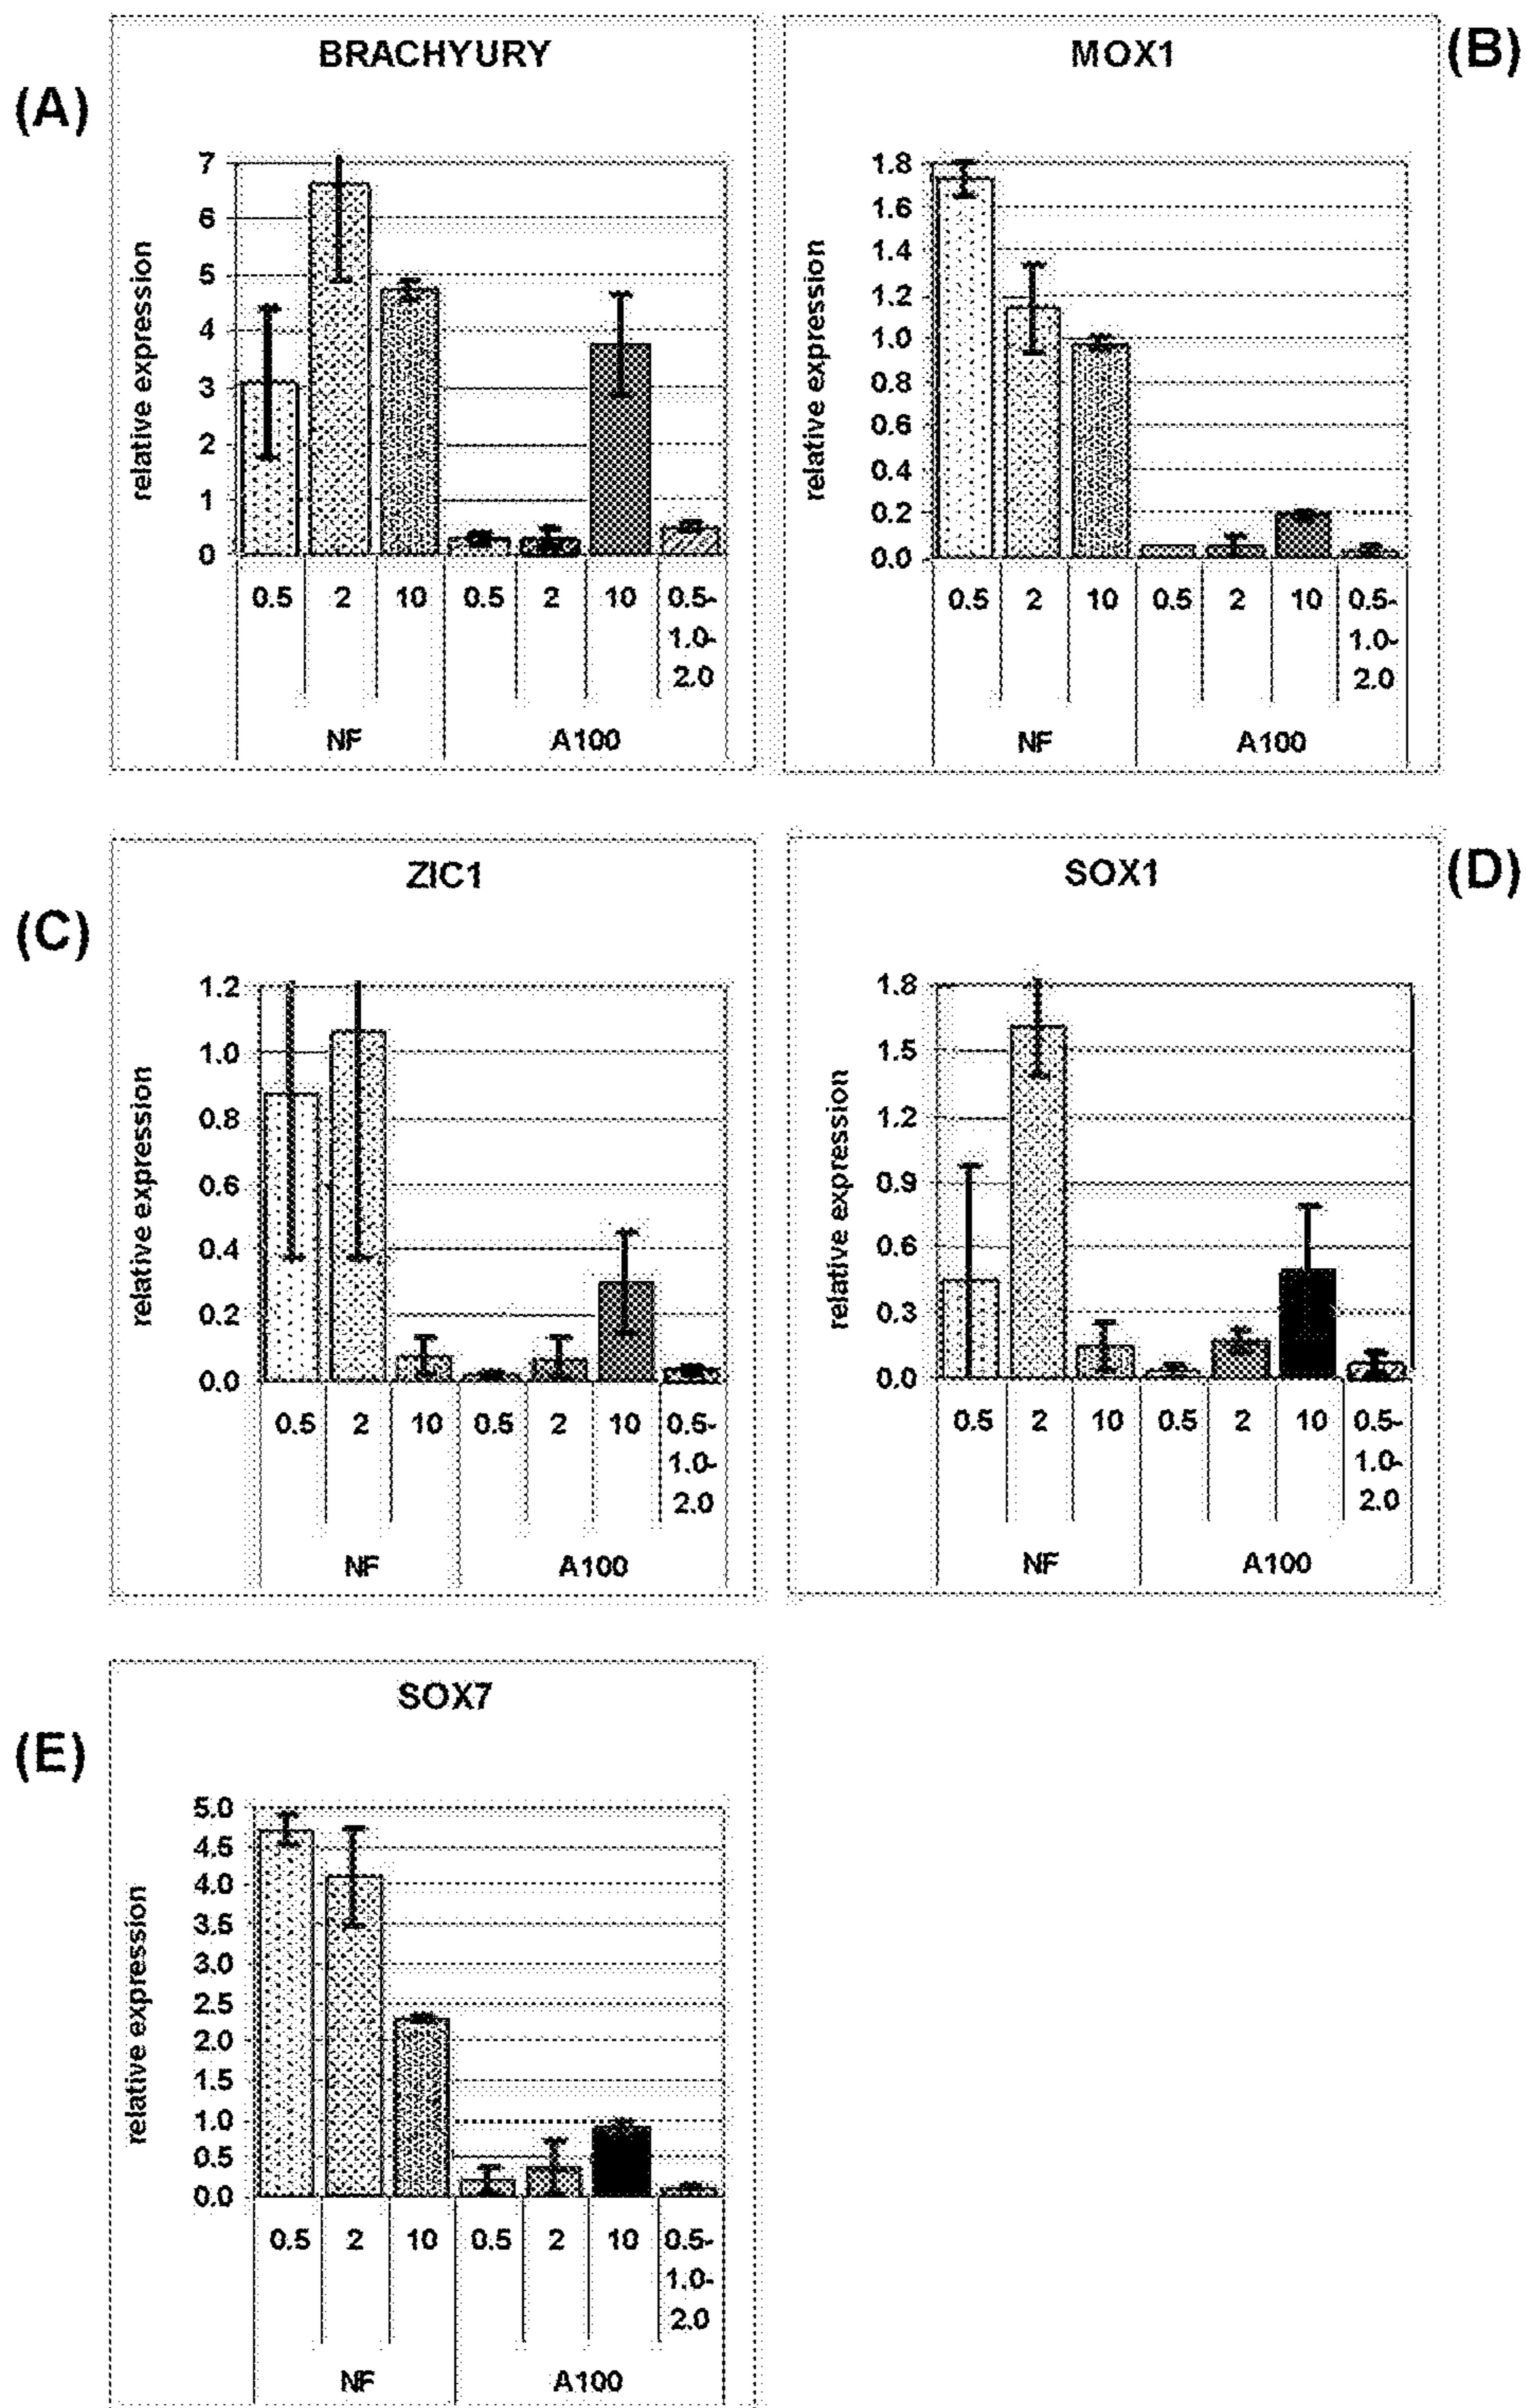 (A)
BRACHYURY
relative expression
7
6
5
4
3
2
1
0
0.5 2 10 0.5 2 10 0.5-
1.0-
2.0
NF A100
(B)
MOX1
relative expression
1.8
1.6
1.4
1.2
1.0
0.8
0.6
0.4
0.2
0.0
0.5 2 10 0.5 2 10 0.5-
1.0-
2.0
NF A100
(C)
ZIC1
relative expression
1.2
1.0
0.8
0.6
0.4
0.2
0.0
0.5 2 10 0.5 2 10 0.5-
1.0-
2.0
NF A100
(D)
SOX1
relative expression
1.8
1.5
1.2
0.9
0.6
0.3
0.0
0.5 2 10 0.5 2 10 0.5-
1.0-
2.0
NF A100
(E)
SOX7
relative expression
5.0
4.5
4.0
3.5
3.0
2.5
2.0
1.5
1.0
0.5
0.0
0.5 2 10 0.5 2 10 0.5-
1.0-
2.0
NF A100